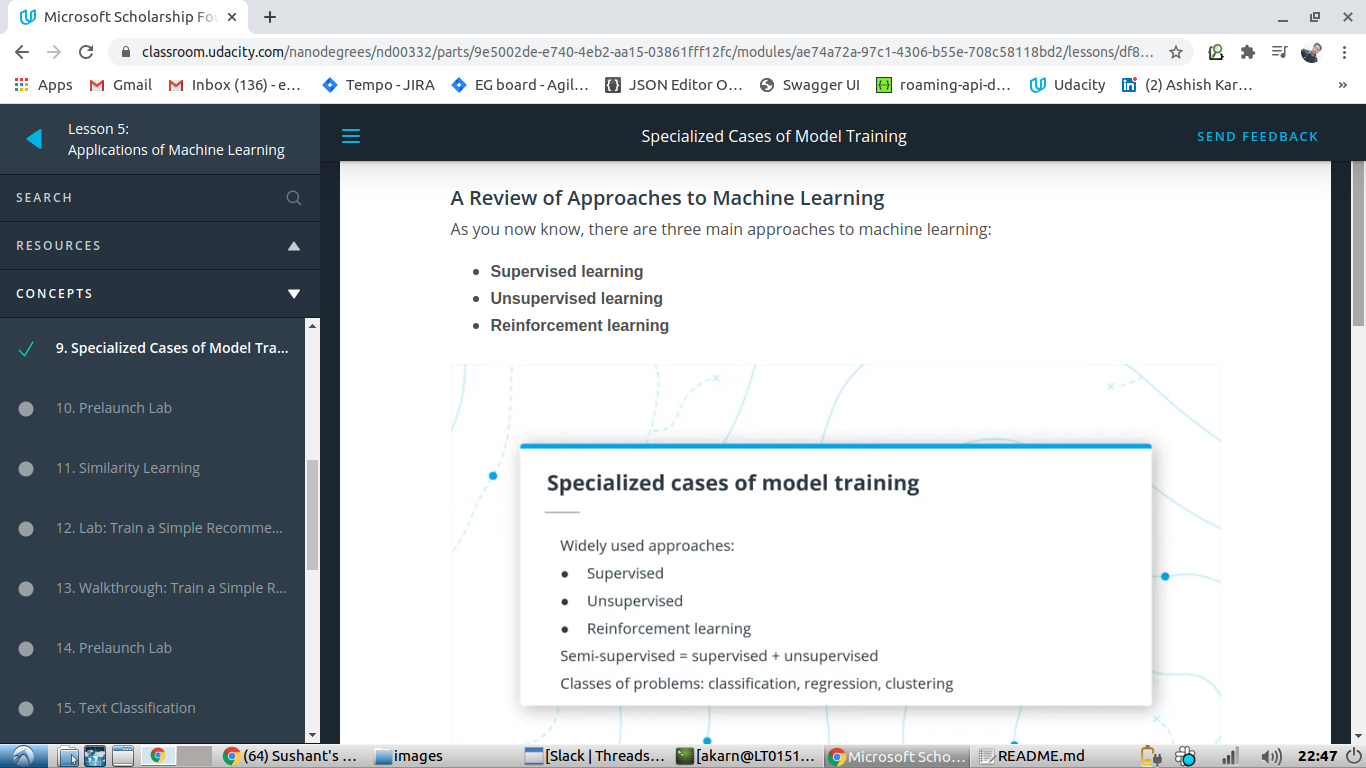 Microsoft Scholarship Fou
classroom.udacity.com/nanodegrees/nd00332/parts/9e5002de-e740-4eb2-aa15-03861fff12fc/modules/ae74a72a-97c1-4306-b55e-708c58118bd2/lessons/df8...
Apps Gmail Inbox (136) - e... Tempo - JIRA EG board - Agil... JSON Editor O... Swagger UI roaming-api-d... Udacity (2) Ashish Kar... »
Lesson 5:
Applications of Machine Learning
SEARCH
RESOURCES
CONCEPTS
9. Specialized Cases of Model Tra...
10. Prelaunch Lab
11. Similarity Learning
12. Lab: Train a Simple Recomme...
13. Walkthrough: Train a Simple R...
14. Prelaunch Lab
15. Text Classification
Specialized Cases of Model Training
SEND FEEDBACK
A Review of Approaches to Machine Learning
As you now know, there are three main approaches to machine learning:
• Supervised learning
• Unsupervised learning
• Reinforcement learning
Specialized cases of model training
Widely used approaches:
● Supervised
● Unsupervised
● Reinforcement learning
Semi-supervised = supervised + unsupervised
Classes of problems: classification, regression, clustering
(64) Sushant's ... images [Slack | Threads... [akarn@LT0151... Microsoft Scho... README.md 22:47